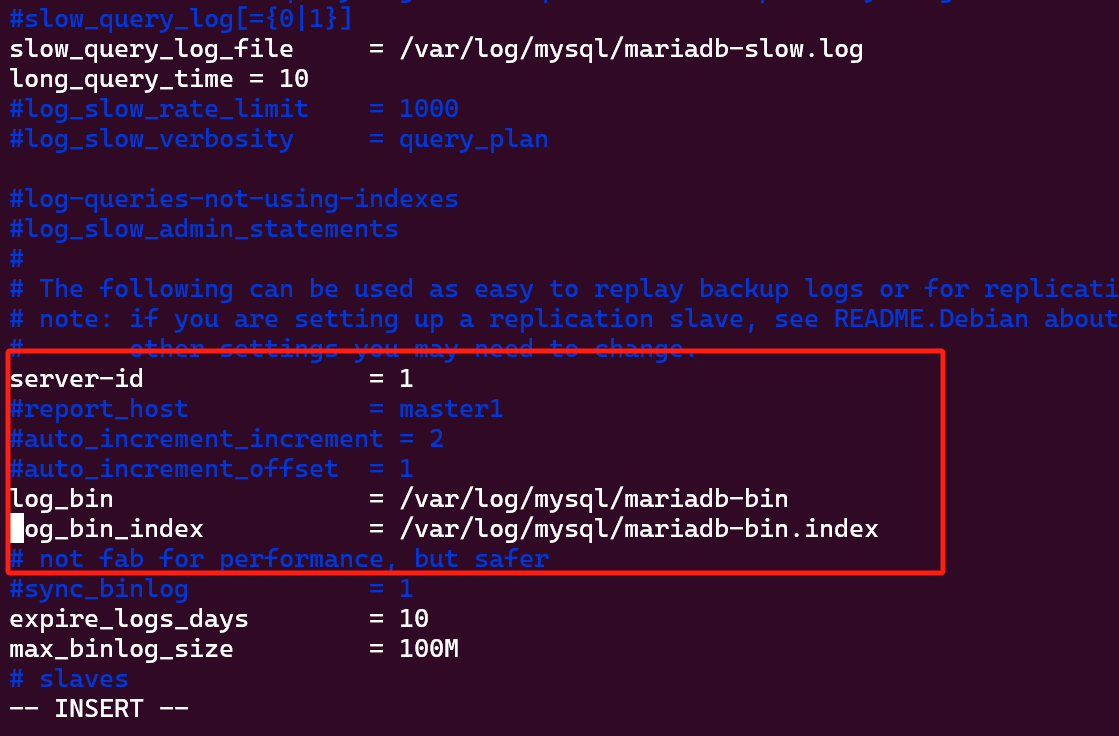 #slow_query_log[={0|1}]
slow_query_log_file     = /var/log/mysql/mariadb-slow.log
long_query_time = 10
#log_slow_rate_limit    = 1000
#log_slow_verbosity     = query_plan
#log-queries-not-using-indexes
#log_slow_admin_statements
#
# The following can be used as easy to replay backup logs or for replicati
# note: if you are setting up a replication slave, see README.Debian about
#       other settings you may need to change.
server-id               = 1
#report_host            = master1
#auto_increment_increment = 2
#auto_increment_offset  = 1
log_bin                 = /var/log/mysql/mariadb-bin
log_bin_index           = /var/log/mysql/mariadb-bin.index
# not fab for performance, but safer
#sync_binlog            = 1
expire_logs_days        = 10
max_binlog_size         = 100M
# slaves
-- INSERT --